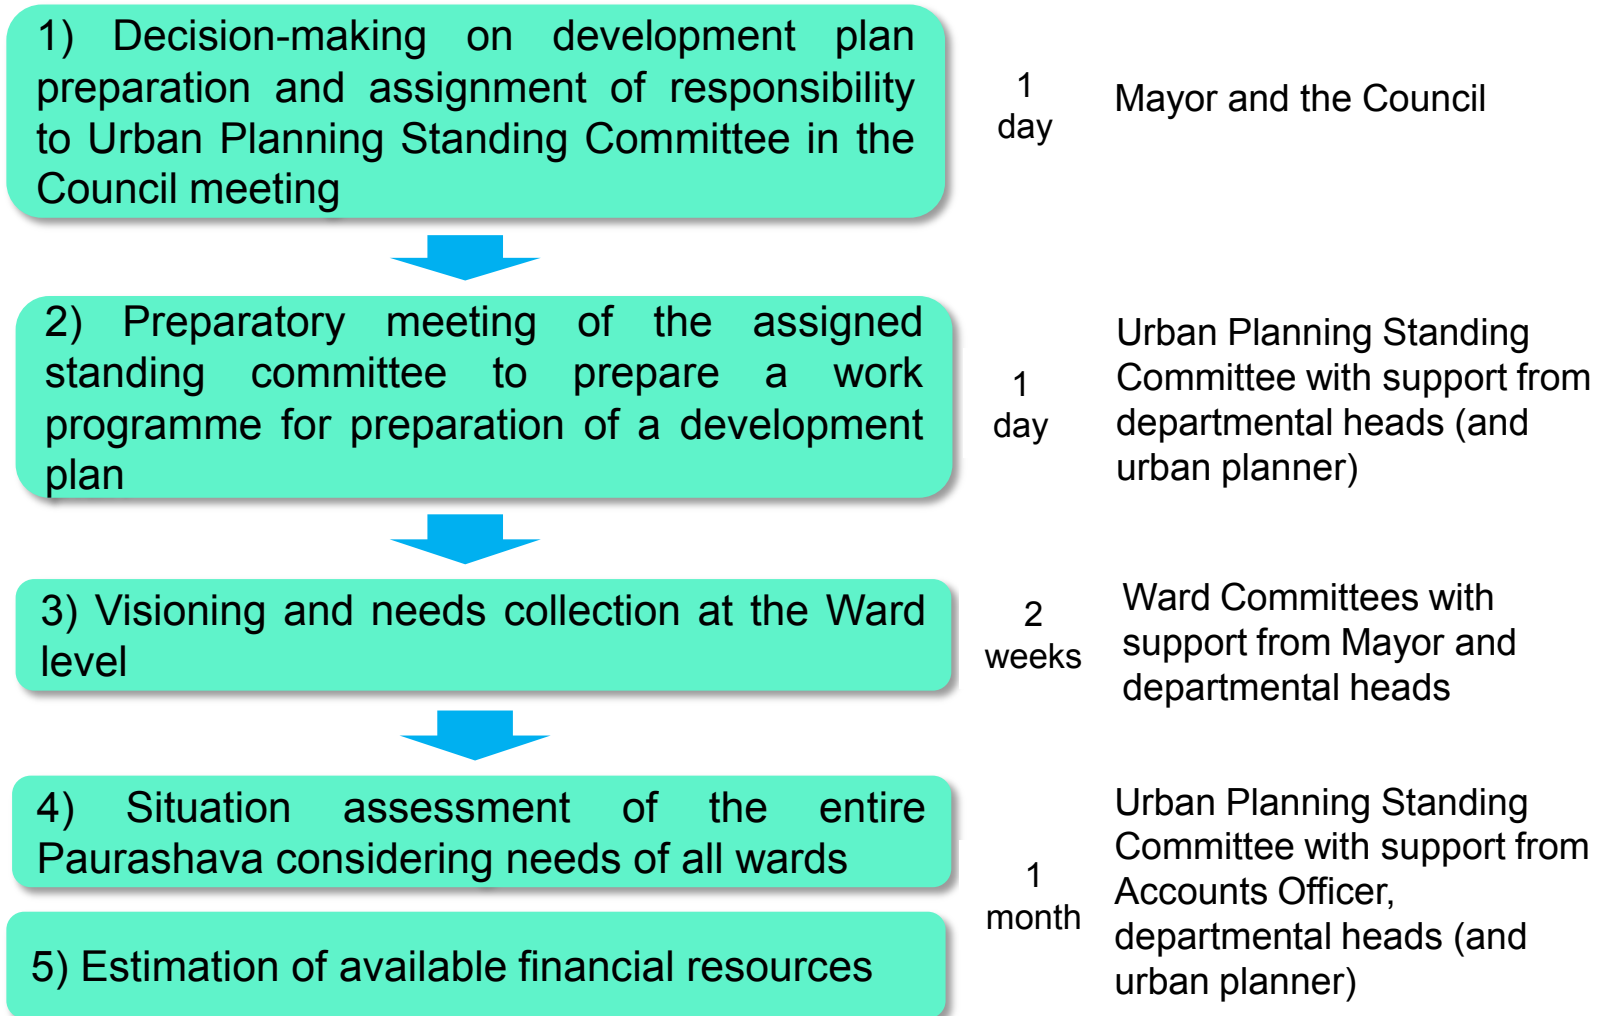 1) Decision-making on development plan
preparation and assignment of responsibility
to Urban Planning Standing Committee in the
Council meeting
1
day
Mayor and the Council
2) Preparatory meeting of the assigned
standing committee to prepare a work
programme for preparation of a development
plan
1
day
Urban Planning Standing
Committee with support from
departmental heads (and
urban planner)
3) Visioning and needs collection at the Ward
level
2
weeks
Ward Committees with
support from Mayor and
departmental heads
4) Situation assessment of the entire
Paurashava considering needs of all wards
5) Estimation of available financial resources
1
month
Urban Planning Standing
Committee with support from
Accounts Officer,
departmental heads (and
urban planner)